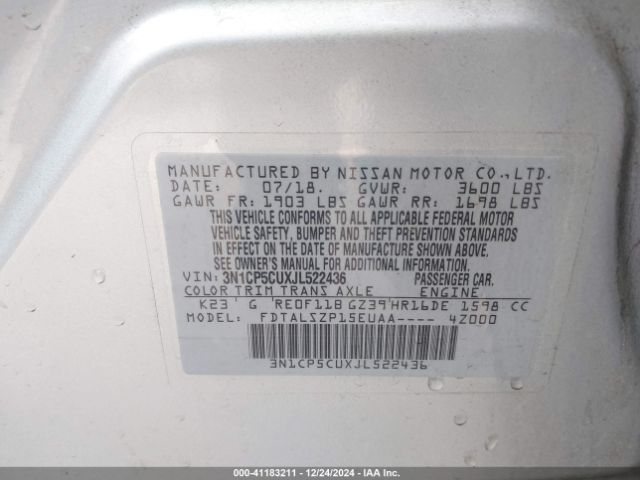 MANUFACTURED BY NISSAN MOTOR CO.,LTD.
DATE: 07/18. GVWR: 3600 LBS
GAWR FR: 1903 LBS GAWR RR: 1698 LBS
THIS VEHICLE CONFORMS TO ALL APPLICABLE FEDERAL MOTOR
VEHICLE SAFETY, BUMPER AND THEFT PREVENTION STANDARDS
IN EFFECT ON THE DATE OF MANUFACTURE SHOWN ABOVE.
SEE OWNER'S MANUAL FOR ADDITIONAL INFORMATION.
VIN: 3N1CP5CUXJL522436 PASSENGER CAR.
COLOR TRIM TRANS AXLE ENGINE
K23 G RE0F11B GZ39 HR16DE 1598 CC
MODEL: FDTALSZP15EUAA---- 4Z000
3N1CP5CUXJL522436
000-41183211 - 12/24/2024 - IAA Inc.